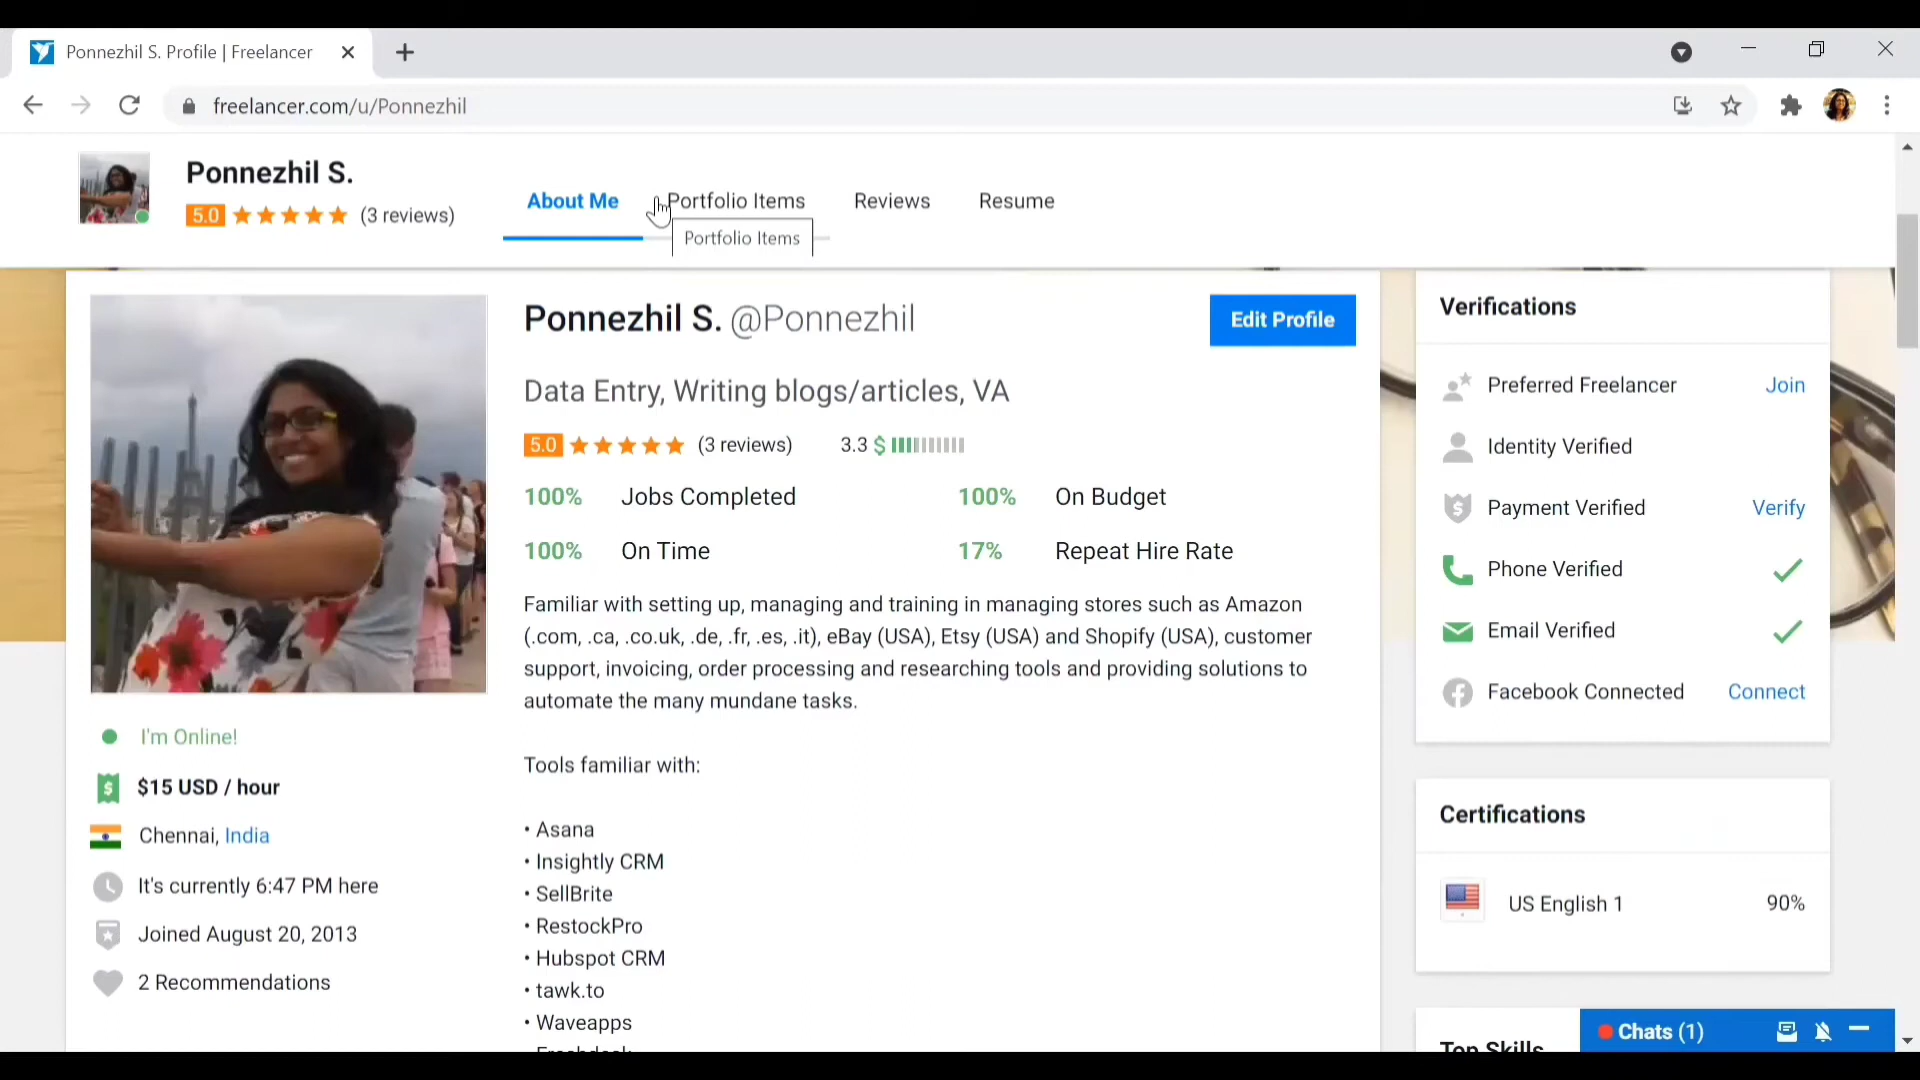 Ponnezhil S. Profile | Freelancer
freelancer.com/u/Ponnezhil
Ponnezhil S.
5.0 (3 reviews)
About Me
Portfolio Items
Reviews
Resume
Portfolio Items
Ponnezhil S. @Ponnezhil
Edit Profile
Data Entry, Writing blogs/articles, VA
5.0 (3 reviews) 3.3 $
100% Jobs Completed 100% On Budget
100% On Time 17% Repeat Hire Rate
Familiar with setting up, managing and training in managing stores such as Amazon
(.com, .ca, .co.uk, .de, .fr, .es, .it), eBay (USA), Etsy (USA) and Shopify (USA), customer
support, invoicing, order processing and researching tools and providing solutions to
automate the many mundane tasks.
Tools familiar with:
• Asana
• Insightly CRM
• SellBrite
• RestockPro
• Hubspot CRM
• tawk.to
• Waveapps
I'm Online!
$15 USD / hour
Chennai, India
It's currently 6:47 PM here
Joined August 20, 2013
2 Recommendations
Verifications
Preferred Freelancer Join
Identity Verified
Payment Verified Verify
Phone Verified
Email Verified
Facebook Connected Connect
Certifications
US English 1 90%
Top Skills
Chats (1)